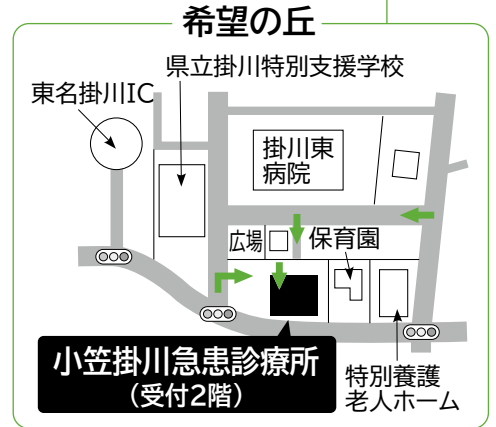 希望の丘
県立掛川特別支援学校
東名掛川IC
掛川東
病院
広場
保育園
小笠掛川急患診療所
（受付2階）
特別養護
老人ホーム